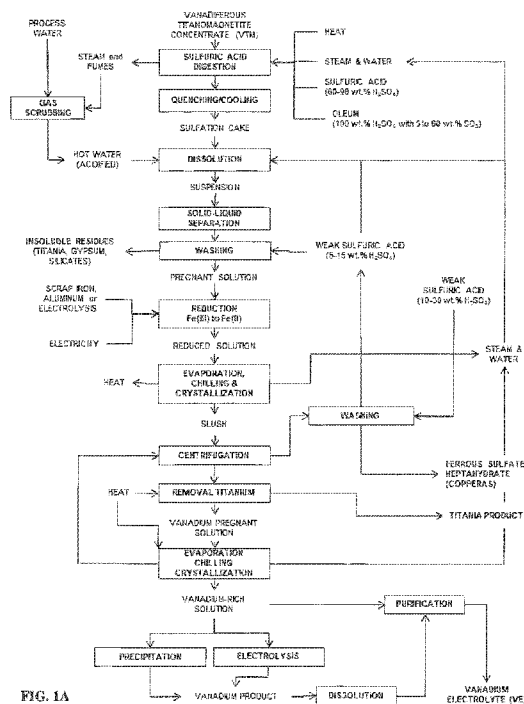 PROCESS
WATER
VANADIFEROUS
TITANOMAGNETITE
CONCENTRATE (VTM)
HEAT
STEAM and
FUMES
SULFURIC ACID
DIGESTION
STEAM & WATER
QUENCHING/COOLING
SULFURIC ACID
(60-98 wt.% H₂SO₄)
GAS
SCRUBBING
SULFATION CAKE
OLEUM
(100 wt.% H₂SO₄ with 5 to 60 wt.% SO₃)
HOT WATER
(ACIDIFED)
DISSOLUTION
SUSPENSION
SOLID-LIQUID
SEPARATION
INSOLUBLE RESIDUES
(TITANIA, GYPSUM,
SILICATES)
WASHING
WEAK SULFURIC ACID
(5-15 wt.% H₂SO₄)
PREGNANT SOLUTION
WEAK
SULFURIC ACID
(10-30 wt.% H₂SO₄)
SCRAP IRON,
ALUMINUM or
ELECTROLYSIS
REDUCTION
Fe(III) to Fe(II)
ELECTRICITY
REDUCED SOLUTION
STEAM &
WATER
HEAT
EVAPORATION,
CHILLING &
CRYSTALLIZATION
SLUSH
WASHING
CENTRIFUGATION
FERROUS SULFATE
HEPTAHYDRATE
(COPPERAS)
HEAT
REMOVAL TITANIUM
TITANIA PRODUCT
VANADIUM PREGNANT
SOLUTION
EVAPORATION
CHILLING
CRYSTALLIZATION
VANADIUM-RICH
SOLUTION
PURIFICATION
PRECIPITATION
ELECTROLYSIS
FIG. 1A
VANADIUM PRODUCT
DISSOLUTION
VANADIUM
ELECTROLYTE (VE)